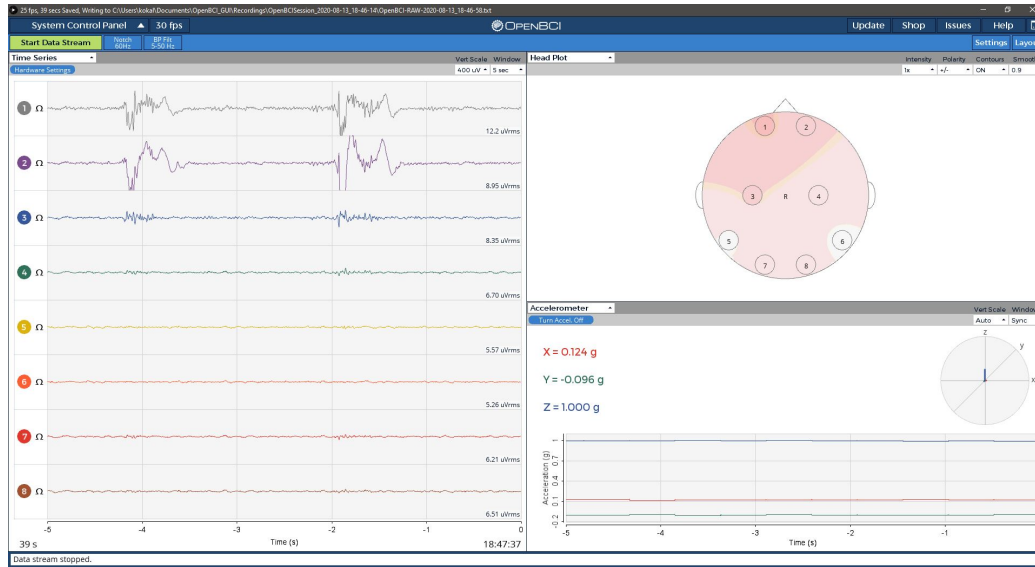 25 fps, 39 secs Saved, Writing to C:\Users\kokaf\Documents\OpenBCI_GUI\Recordings\OpenBCISession_2020-08-13_18-46-14\OpenBCI-RAW-2020-08-13_18-46-58.txt
System Control Panel 30 fps OPENBCI Update Shop Issues Help
Start Data Stream Notch 60Hz BP Filt 5-50 Hz Settings Layou
Time Series Vert Scale Window
Hardware Settings 400 uV 5 sec
1 Ω
12.2 uVrms
2 Ω
8.95 uVrms
3 Ω
8.35 uVrms
4 Ω
6.70 uVrms
5 Ω
5.57 uVrms
6 Ω
5.26 uVrms
7 Ω
6.21 uVrms
8 Ω
6.51 uVrms
-5 -4 -3 -2 -1 0
39 s Time (s) 18:47:37
Head Plot Intensity Polarity Contours Smooth
1x +/- ON 0.9
1 2
3 R 4
5 6
7 8
Accelerometer Vert Scale Window
Turn Accel. Off Auto Sync
X = 0.124 g
Y = -0.096 g
Z = 1.000 g
z
y
x
Acceleration (g)
1
0.7
0.4
0.1
-0.2
-5 -4 -3 -2 -1
Time (s)
Data stream stopped.